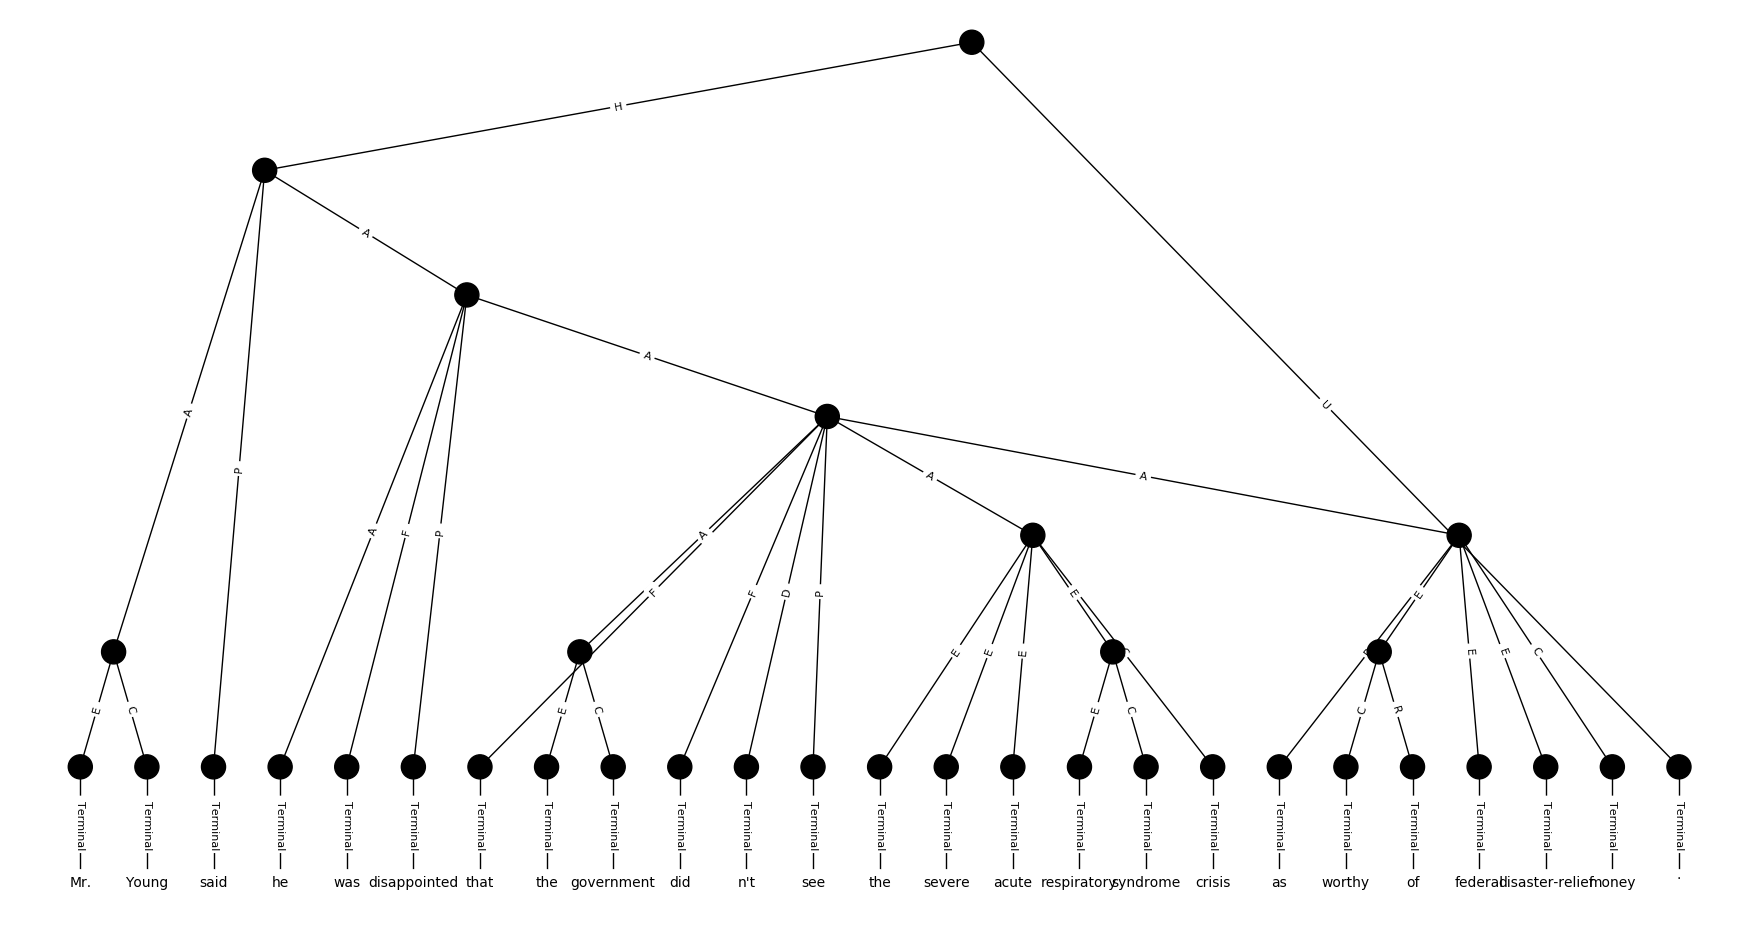 H
A
A
A
U
P
A
A
A F P
A
E
F F D P
E
E E E E E C
E C E C E C C R
Terminal Terminal Terminal Terminal Terminal Terminal Terminal Terminal Terminal Terminal Terminal Terminal Terminal Terminal Terminal Terminal Terminal Terminal Terminal Terminal Terminal Terminal Terminal Terminal Terminal
Mr. Young said he was disappointed that the government did n't see the severe acute respiratory syndrome crisis as worthy of federal disaster-relief money .